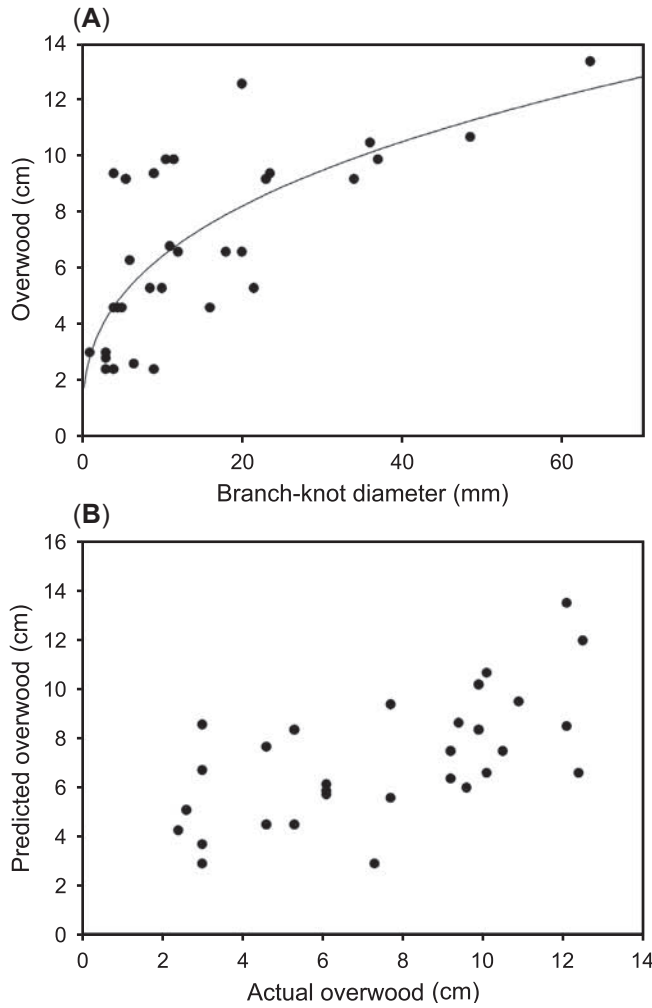 (A)
14
12
10
8
6
4
2
0
Overwood (cm)
0 20 40 60
Branch-knot diameter (mm)
(B)
16
14
12
10
8
6
4
2
0
Predicted overwood (cm)
0 2 4 6 8 10 12 14
Actual overwood (cm)